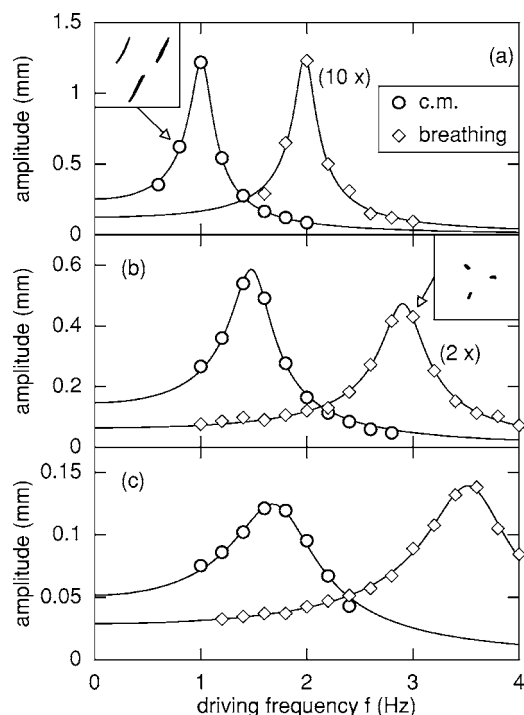 1.5
(a)
(10 x)
1
c.m.
breathing
0.5
0
amplitude (mm)
(b)
0.6
0.4
(2 x)
0.2
0
amplitude (mm)
0.15
(c)
0.10
0.05
0
amplitude (mm)
0 1 2 3 4
driving frequency f (Hz)